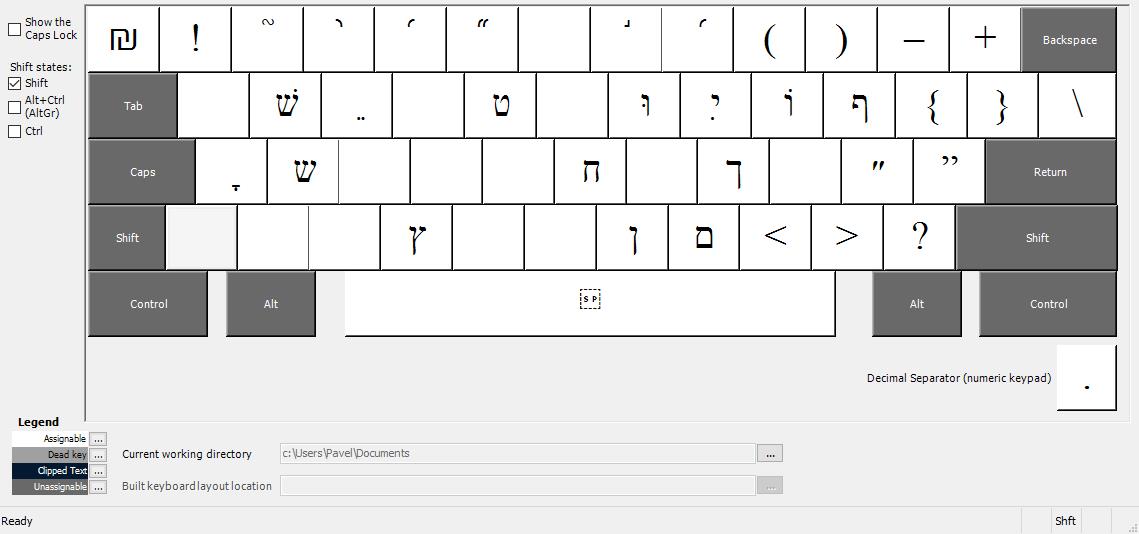 Show the
Caps Lock
Shift states:
Shift
Alt+Ctrl
(AltGr)
Ctrl
₪ ! ( ) – + Backspace
Tab שׁ ט וּ יִ וֹ ף { } \
Caps שׂ ח ך ״ ײ Return
Shift ץ ן ם < > ? Shift
Control Alt SP Alt Control
Decimal Separator (numeric keypad) .
Legend
Assignable ...
Dead key ...
Clipped Text ...
Unassignable ...
Current working directory c:\Users\Pavel\Documents ...
Built keyboard layout location ...
Ready Shft